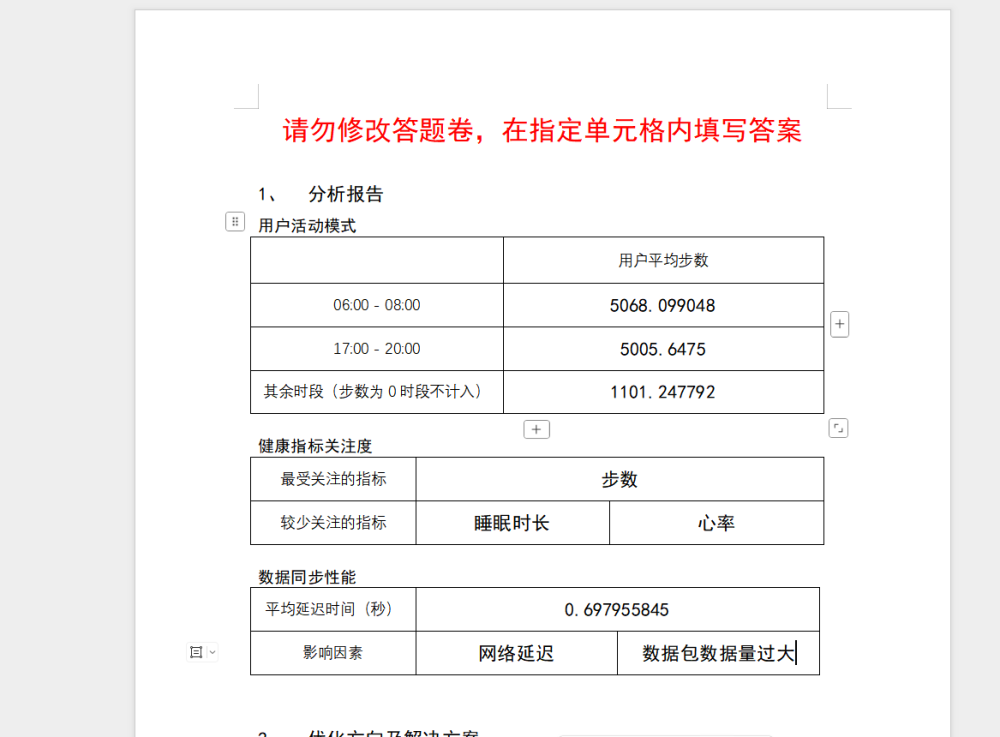 请勿修改答题卷，在指定单元格内填写答案
1、 分析报告
用户活动模式
用户平均步数
06:00 - 08:00 5068.099048
17:00 - 20:00 5005.6475
其余时段（步数为 0 时段不计入） 1101.247792
健康指标关注度
最受关注的指标 步数
较少关注的指标 睡眠时长 心率
数据同步性能
平均延迟时间（秒） 0.697955845
影响因素 网络延迟 数据包数据量过大
2、 优化方向及解决方案